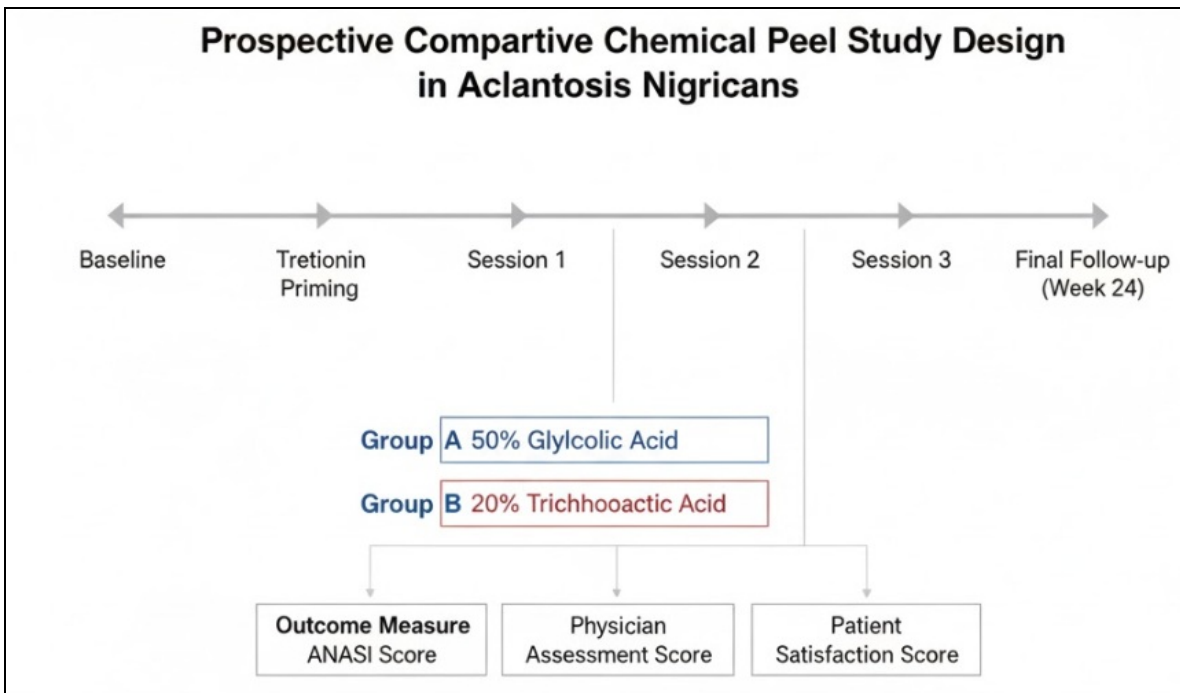 Prospective Compartive Chemical Peel Study Design
in Aclantosis Nigricans
Baseline
Tretionin
Priming
Session 1
Session 2
Session 3
Final Follow-up
(Week 24)
Group A 50% Glylcolic Acid
Group B 20% Trichhooactic Acid
Outcome Measure
ANASI Score
Physician
Assessment Score
Patient
Satisfaction Score